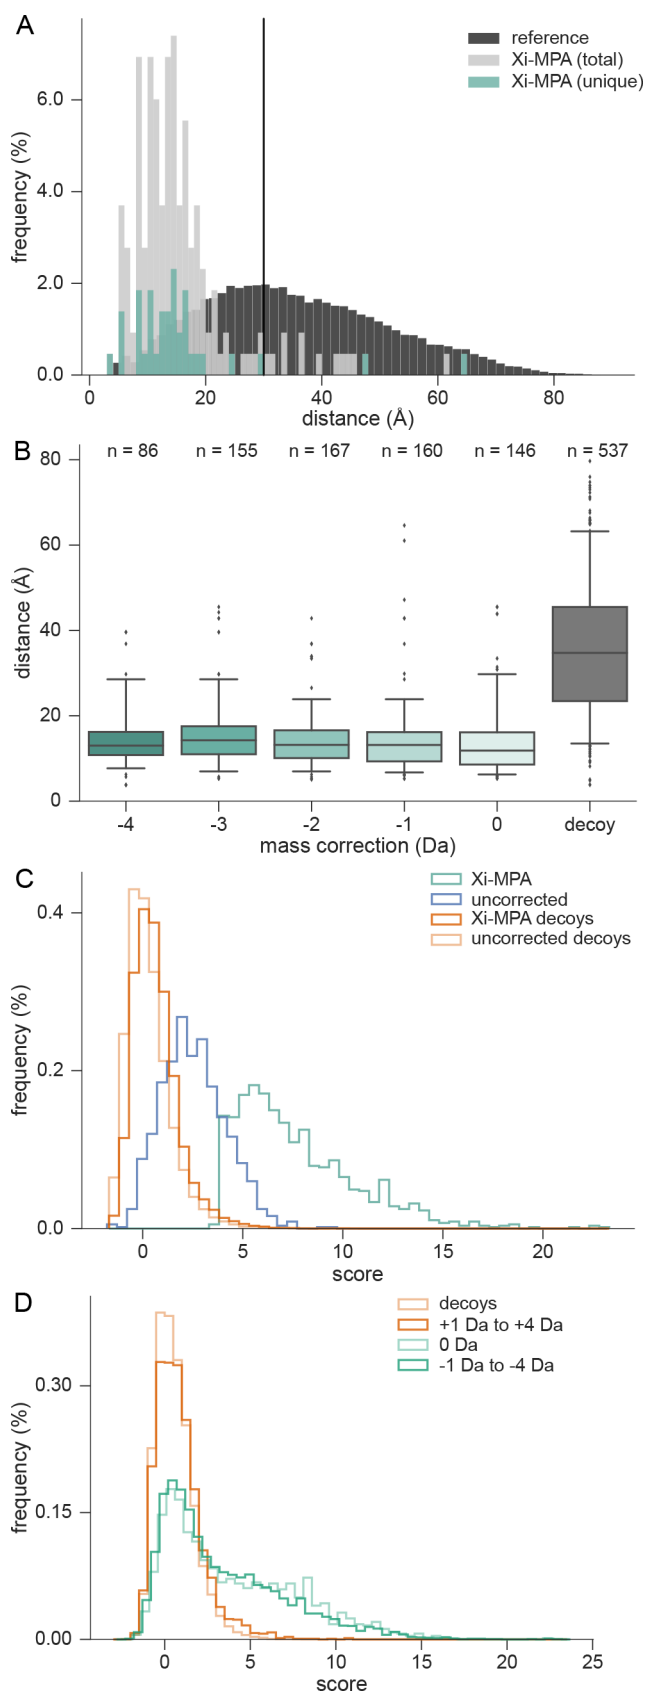 A
reference
Xi-MPA (total)
Xi-MPA (unique)
frequency (%)
6.0
4.0
2.0
0.0
0 20 40 60 80
distance (Å)
B
n = 86 n = 155 n = 167 n = 160 n = 146 n = 537
distance (Å)
80
60
40
20
0
-4 -3 -2 -1 0 decoy
mass correction (Da)
C
Xi-MPA
uncorrected
Xi-MPA decoys
uncorrected decoys
frequency (%)
0.4
0.2
0.0
0 5 10 15 20
score
D
decoys
+1 Da to +4 Da
0 Da
-1 Da to -4 Da
frequency (%)
0.30
0.15
0.00
0 5 10 15 20 25
score